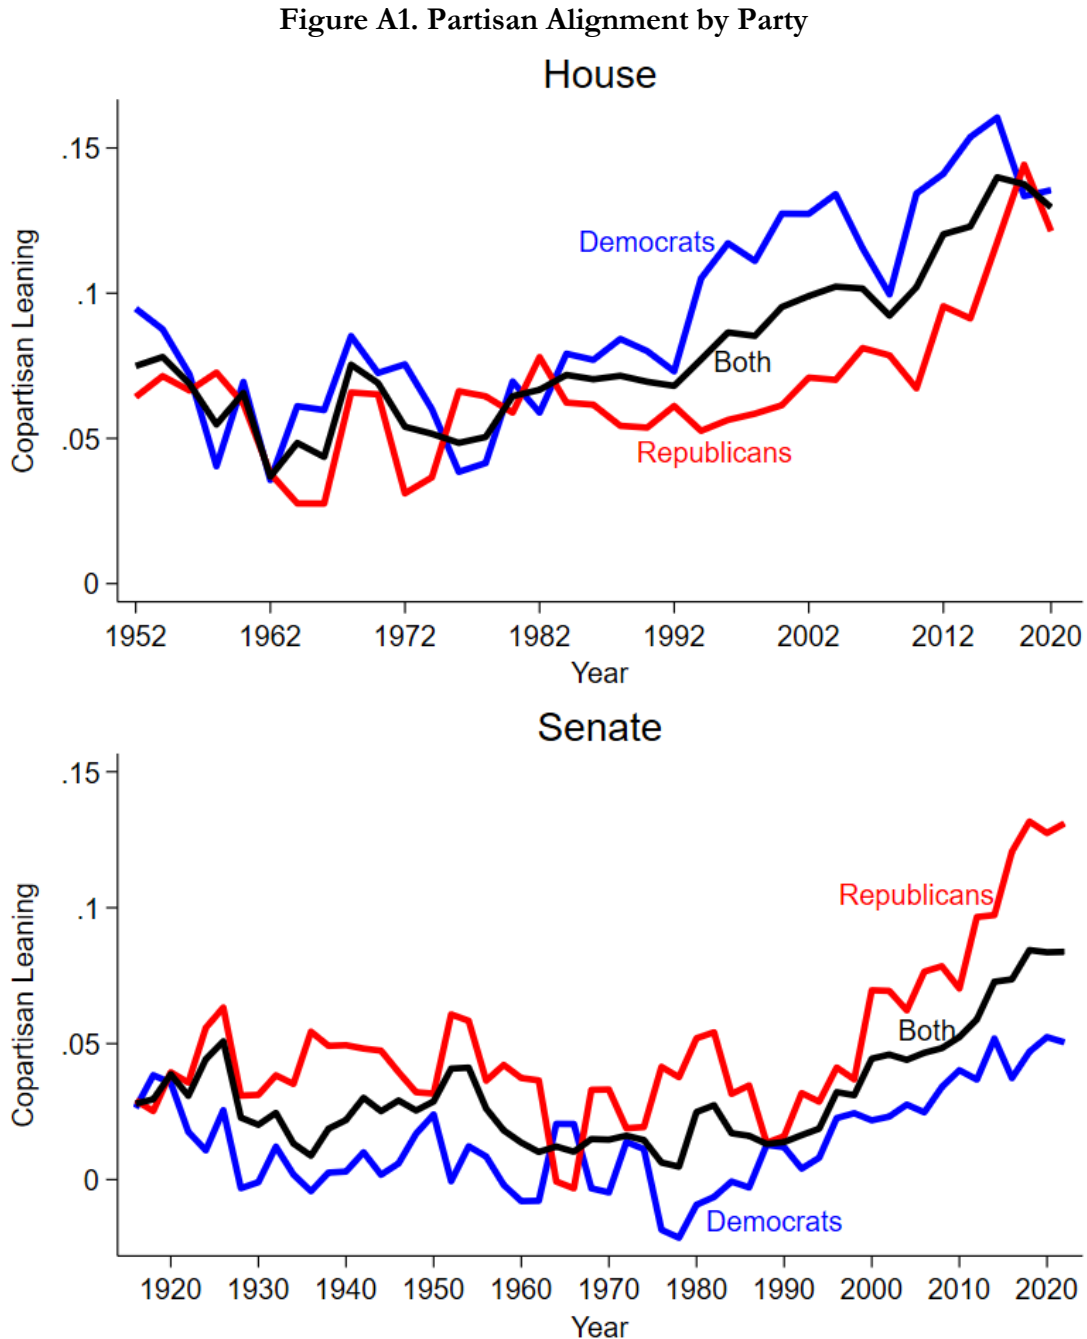 Figure A1. Partisan Alignment by Party
House
.15
.1
.05
0
Copartisan Leaning
Democrats
Both
Republicans
1952 1962 1972 1982 1992 2002 2012 2020
Year
Senate
.15
.1
.05
0
Copartisan Leaning
Republicans
Both
Democrats
1920 1930 1940 1950 1960 1970 1980 1990 2000 2010 2020
Year